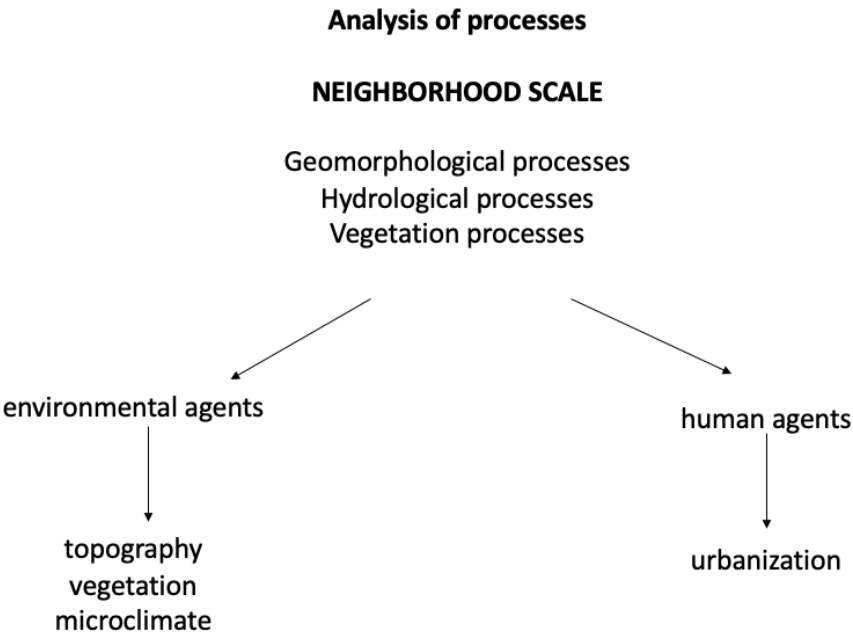 Analysis of processes
NEIGHBORHOOD SCALE
Geomorphological processes
Hydrological processes
Vegetation processes
environmental agents
human agents
topography
vegetation
microclimate
urbanization